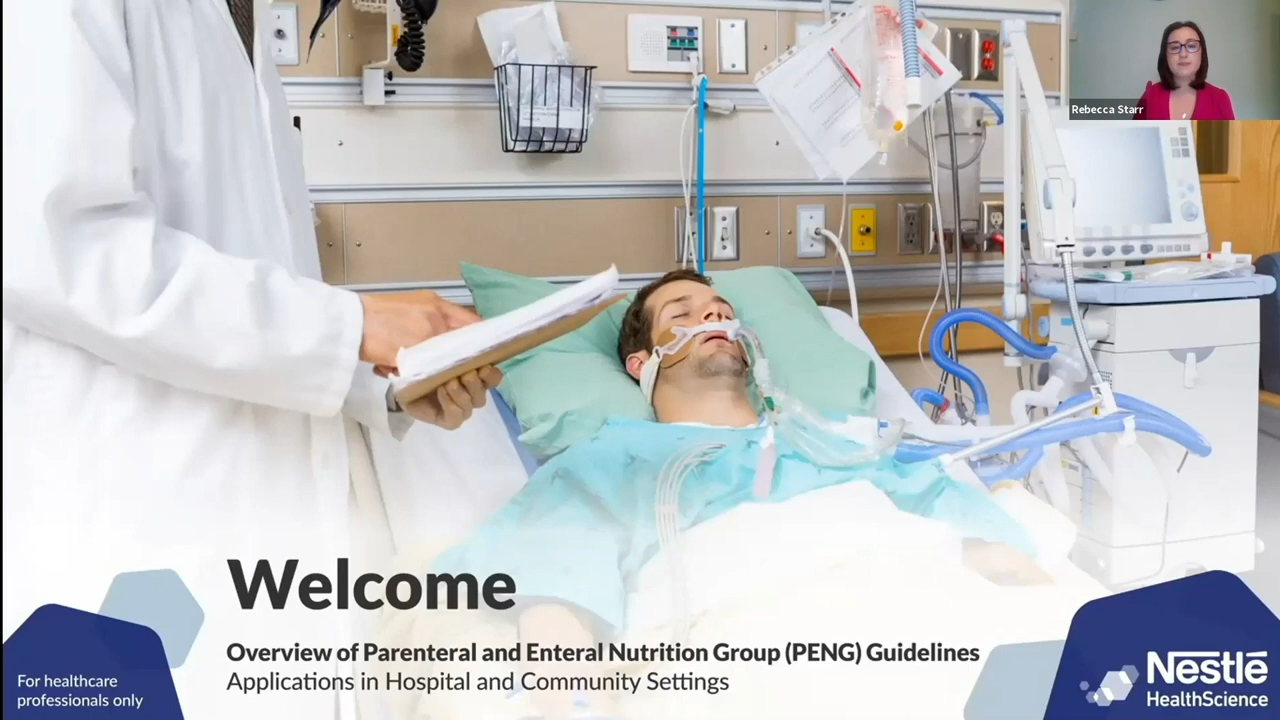 Rebecca Starr
Welcome
Overview of Parenteral and Enteral Nutrition Group (PENG) Guidelines
Applications in Hospital and Community Settings
For healthcare
professionals only
Nestlé
HealthScience